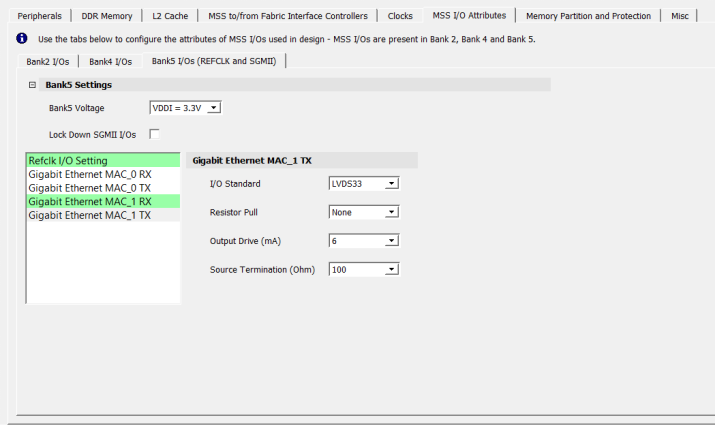 Peripherals DDR Memory L2 Cache MSS to/from Fabric Interface Controllers Clocks MSS I/O Attributes Memory Partition and Protection Misc
Use the tabs below to configure the attributes of MSS I/Os used in design - MSS I/Os are present in Bank 2, Bank 4 and Bank 5.
Bank2 I/Os Bank4 I/Os Bank5 I/Os (REFCLK and SGMII)
Bank5 Settings
Bank5 Voltage VDDI = 3.3V
Lock Down SGMII I/Os
Refclk I/O Setting
Gigabit Ethernet MAC_0 RX
Gigabit Ethernet MAC_0 TX
Gigabit Ethernet MAC_1 RX
Gigabit Ethernet MAC_1 TX
Gigabit Ethernet MAC_1 TX
I/O Standard LVDS33
Resistor Pull None
Output Drive (mA) 6
Source Termination (Ohm) 100